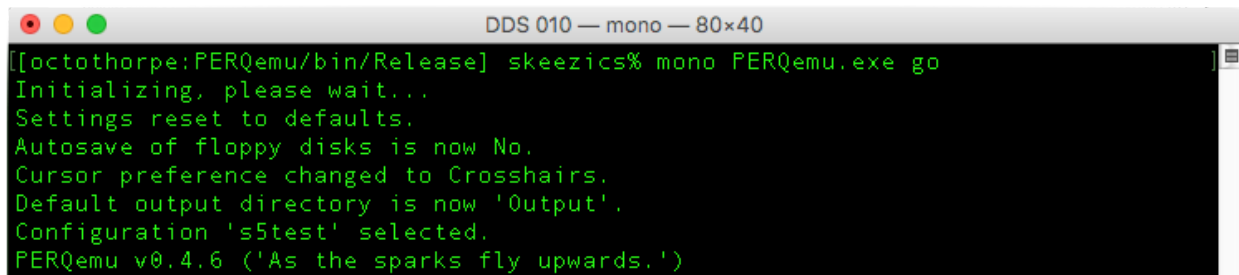 DDS 010 — mono — 80×40
[[octothorpe:PERQemu/bin/Release] skeezics% mono PERQemu.exe go ]
Initializing, please wait...
Settings reset to defaults.
Autosave of floppy disks is now No.
Cursor preference changed to Crosshairs.
Default output directory is now 'Output'.
Configuration 's5test' selected.
PERQemu v0.4.6 ('As the sparks fly upwards.')